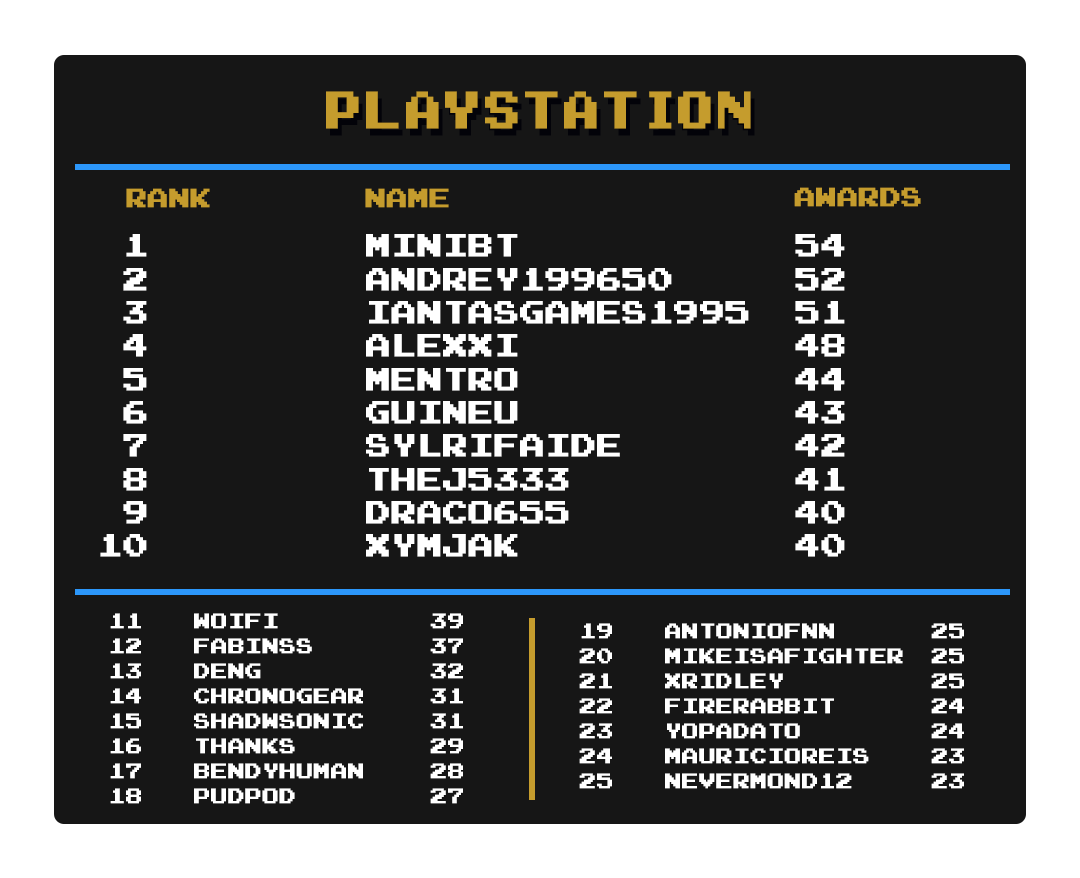 PLAYSTATION
RANK NAME AWARDS
1 MINIBT 54
2 ANDREY199650 52
3 IANTASGAMES1995 51
4 ALEXXI 48
5 MENTRO 44
6 GUINEU 43
7 SYLRIFAIDE 42
8 THEJ5333 41
9 DRACO655 40
10 XYMJAK 40
11 WOIFI 39
12 FABINSS 37
13 DENG 32
14 CHRONOGEAR 31
15 SHADWSONIC 31
16 THANKS 29
17 BENDYHUMAN 28
18 PUDPOD 27
19 ANTONIOFNN 25
20 MIKEISAFIGHTER 25
21 XRIDLEY 25
22 FIRERABBIT 24
23 YOPADATO 24
24 MAURICIOREIS 23
25 NEVERMOND12 23